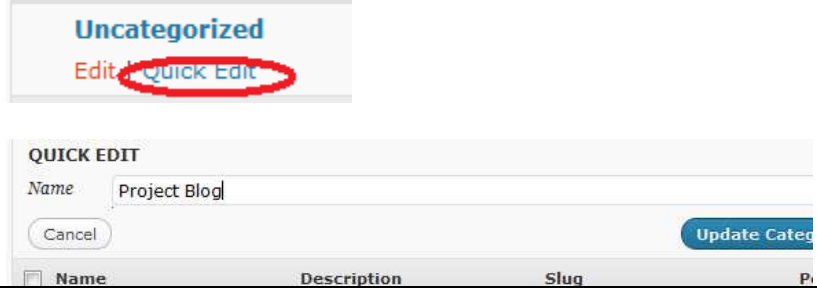 Uncategorized
Edit | Quick Edit
QUICK EDIT
Name Project Blog
Cancel Update Categ
Name Description Slug P